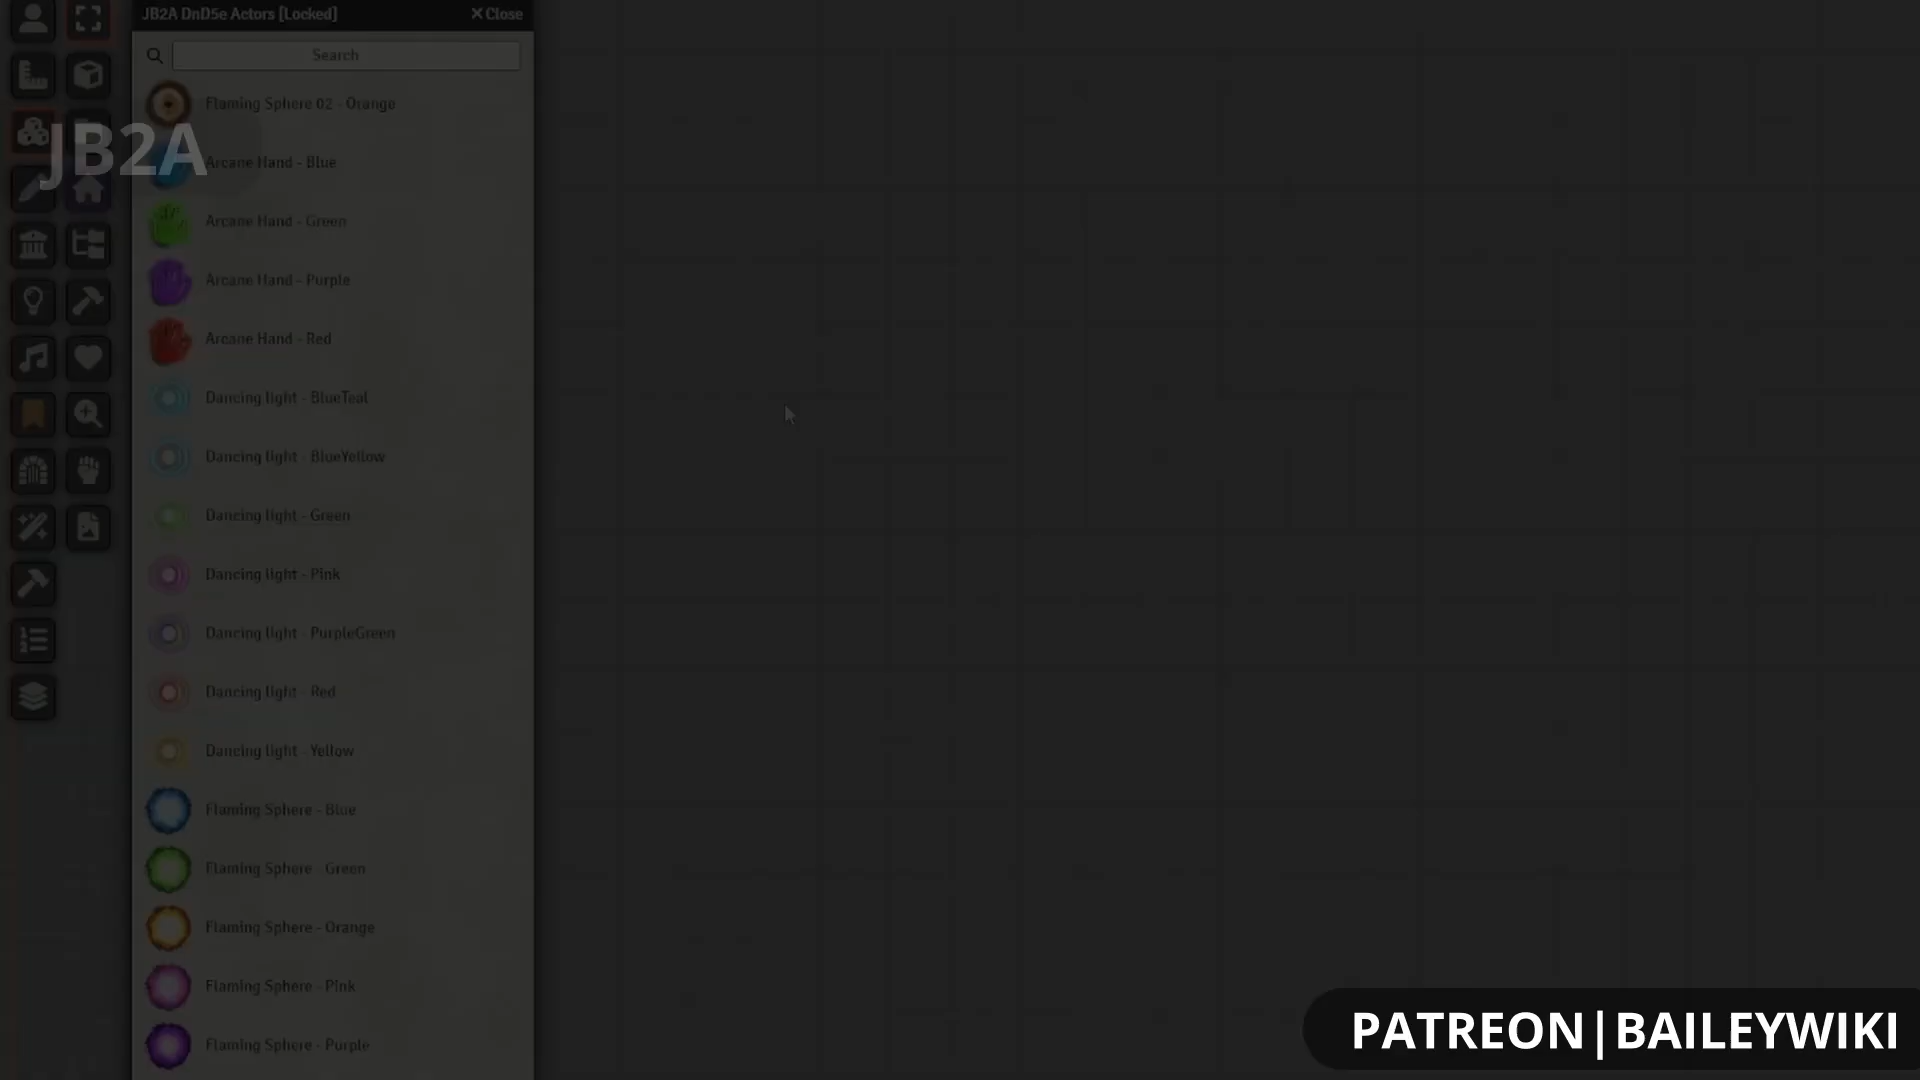 JB2A DnD5e Actors [Locked]
Close
Search
Flaming Sphere 02 - Orange
JB2A
Arcane Hand - Blue
Arcane Hand - Green
Arcane Hand - Purple
Arcane Hand - Red
Dancing light - BlueTeal
Dancing light - BlueYellow
Dancing light - Green
Dancing light - Pink
Dancing light - PurpleGreen
Dancing light - Red
Dancing light - Yellow
Flaming Sphere - Blue
Flaming Sphere - Green
Flaming Sphere - Orange
Flaming Sphere - Pink
Flaming Sphere - Purple
PATREON|BAILEYWIKI